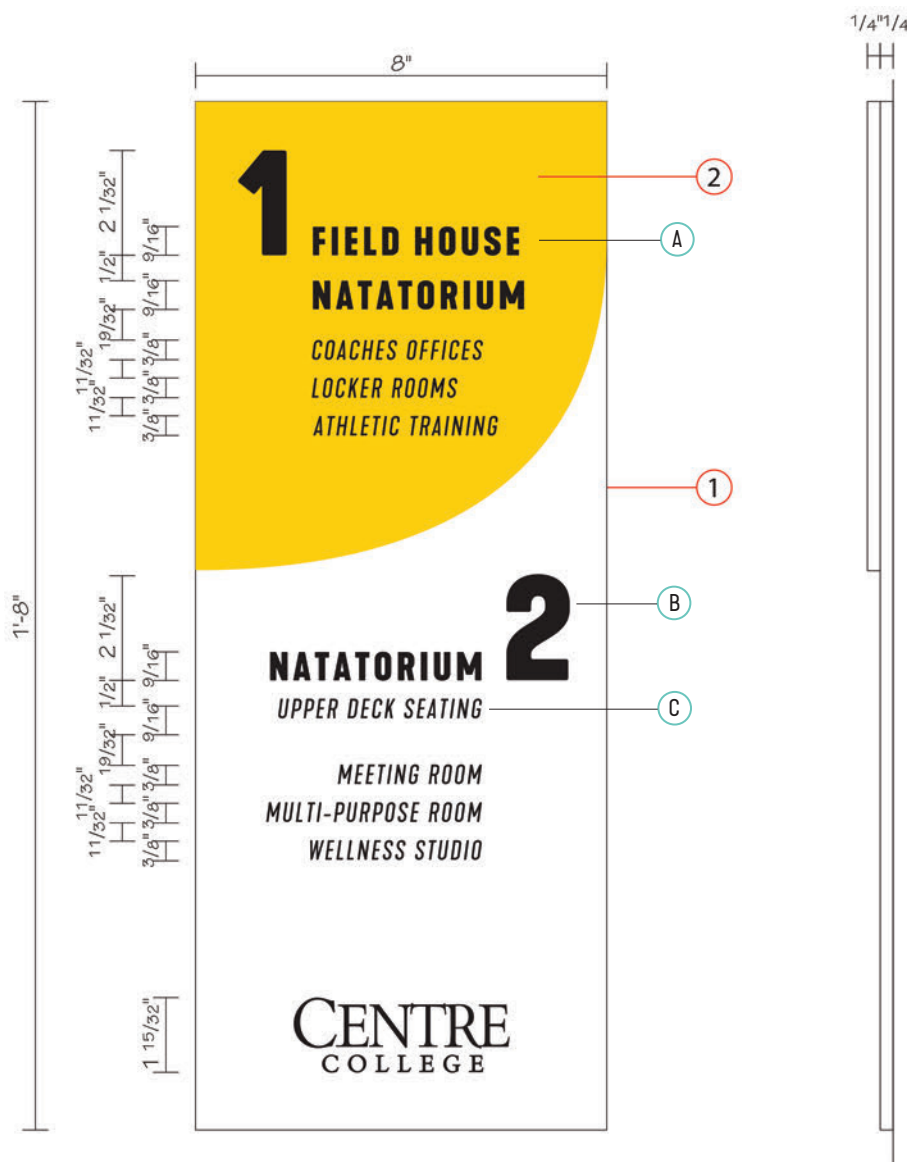 1/4" 1/4
8"
1
2
FIELD HOUSE
A
NATATORIUM
COACHES OFFICES
LOCKER ROOMS
ATHLETIC TRAINING
2 1/32"
9/16"
1/2"
9/16"
19/32"
3/8"
11/32"
3/8"
11/32"
3/8"
1
1'-8"
2
B
NATATORIUM
UPPER DECK SEATING
C
MEETING ROOM
MULTI-PURPOSE ROOM
WELLNESS STUDIO
2 1/32"
9/16"
1/2"
9/16"
19/32"
3/8"
11/32"
3/8"
11/32"
3/8"
1 15/32"
CENTRE
COLLEGE